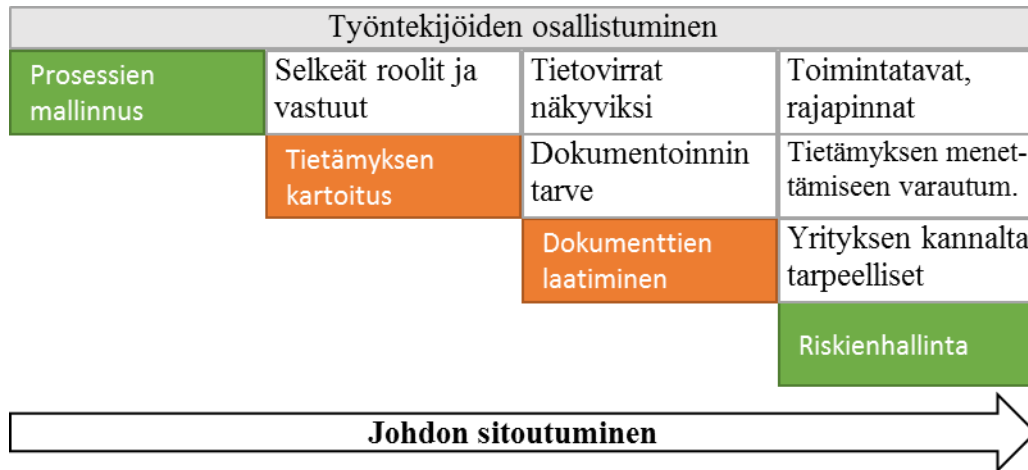 Työntekijöiden osallistuminen
Prosessien
mallinnus
Selkeät roolit ja
vastuut
Tietovirrat
näkyviksi
Toimintatavat,
rajapinnat
Tietämyksen
kartoitus
Dokumentoinnin
tarve
Tietämyksen menet-
tämiseen varautum.
Dokumenttien
laatiminen
Yrityksen kannalta
tarpeelliset
Riskienhallinta
Johdon sitoutuminen